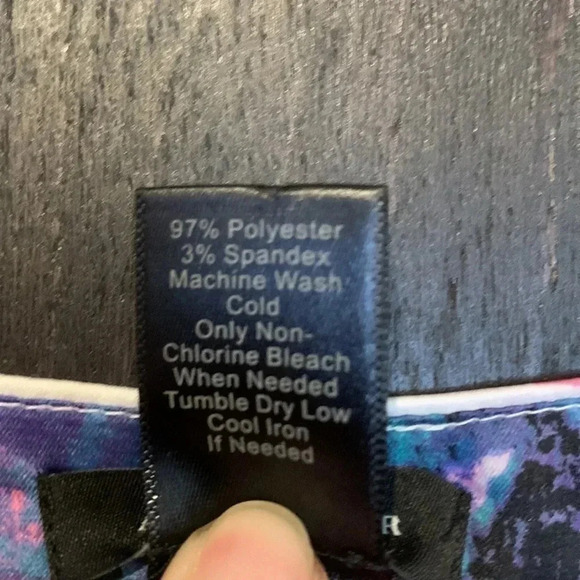 97% Polyester
3% Spandex
Machine Wash
Cold
Only Non-
Chlorine Bleach
When Needed
Tumble Dry Low
Cool Iron
If Needed
R